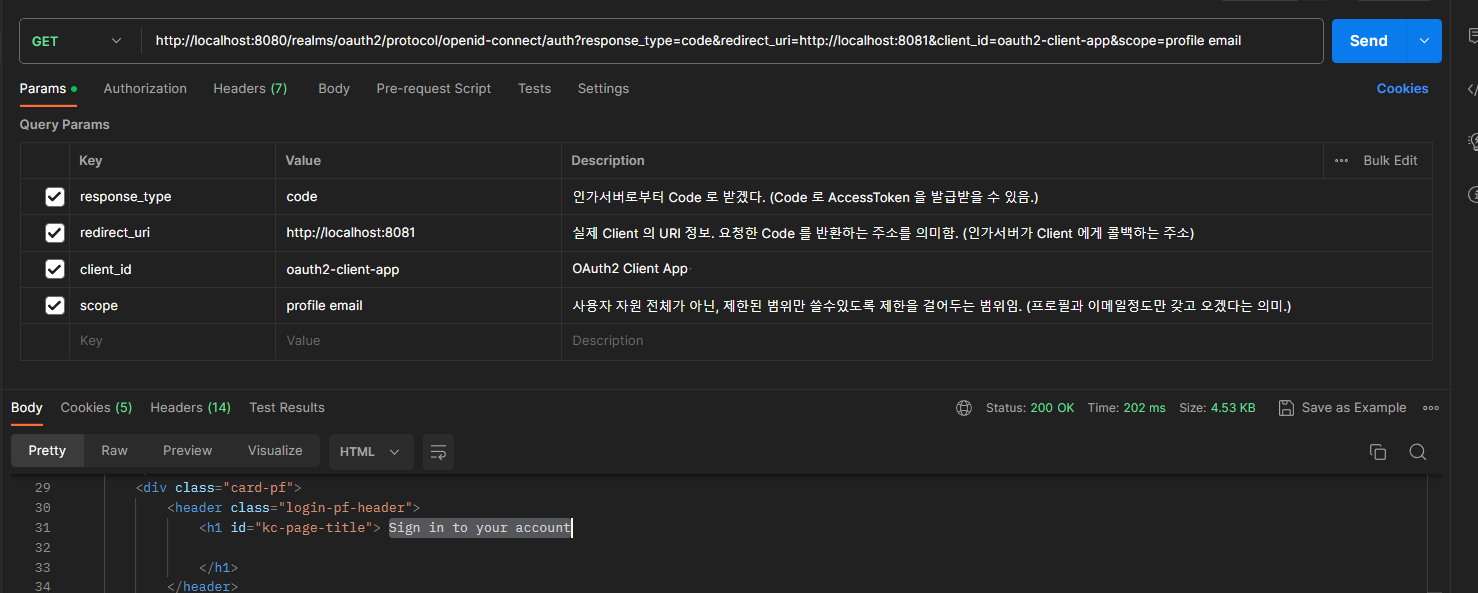 GET http://localhost:8080/realms/oauth2/protocol/openid-connect/auth?response_type=code&redirect_uri=http://localhost:8081&client_id=oauth2-client-app&scope=profile email Send
Params Authorization Headers (7) Body Pre-request Script Tests Settings Cookies
Query Params
Key Value Description Bulk Edit
response_type code 인가서버로부터 Code 로 받겠다. (Code 로 AccessToken 을 발급받을 수 있음.)
redirect_uri http://localhost:8081 실제 Client 의 URI 정보. 요청한 Code 를 반환하는 주소를 의미함. (인가서버가 Client 에게 콜백하는 주소)
client_id oauth2-client-app OAuth2 Client App
scope profile email 사용자 자원 전체가 아닌, 제한된 범위만 쓸수있도록 제한을 걸어두는 범위임. (프로필과 이메일정도만 갖고 오겠다는 의미.)
Key Value Description
Body Cookies (5) Headers (14) Test Results Status: 200 OK Time: 202 ms Size: 4.53 KB Save as Example
Pretty Raw Preview Visualize HTML
29 <div class="card-pf">
30 <header class="login-pf-header">
31 <h1 id="kc-page-title"> Sign in to your account
32
33 </h1>
34 </header>